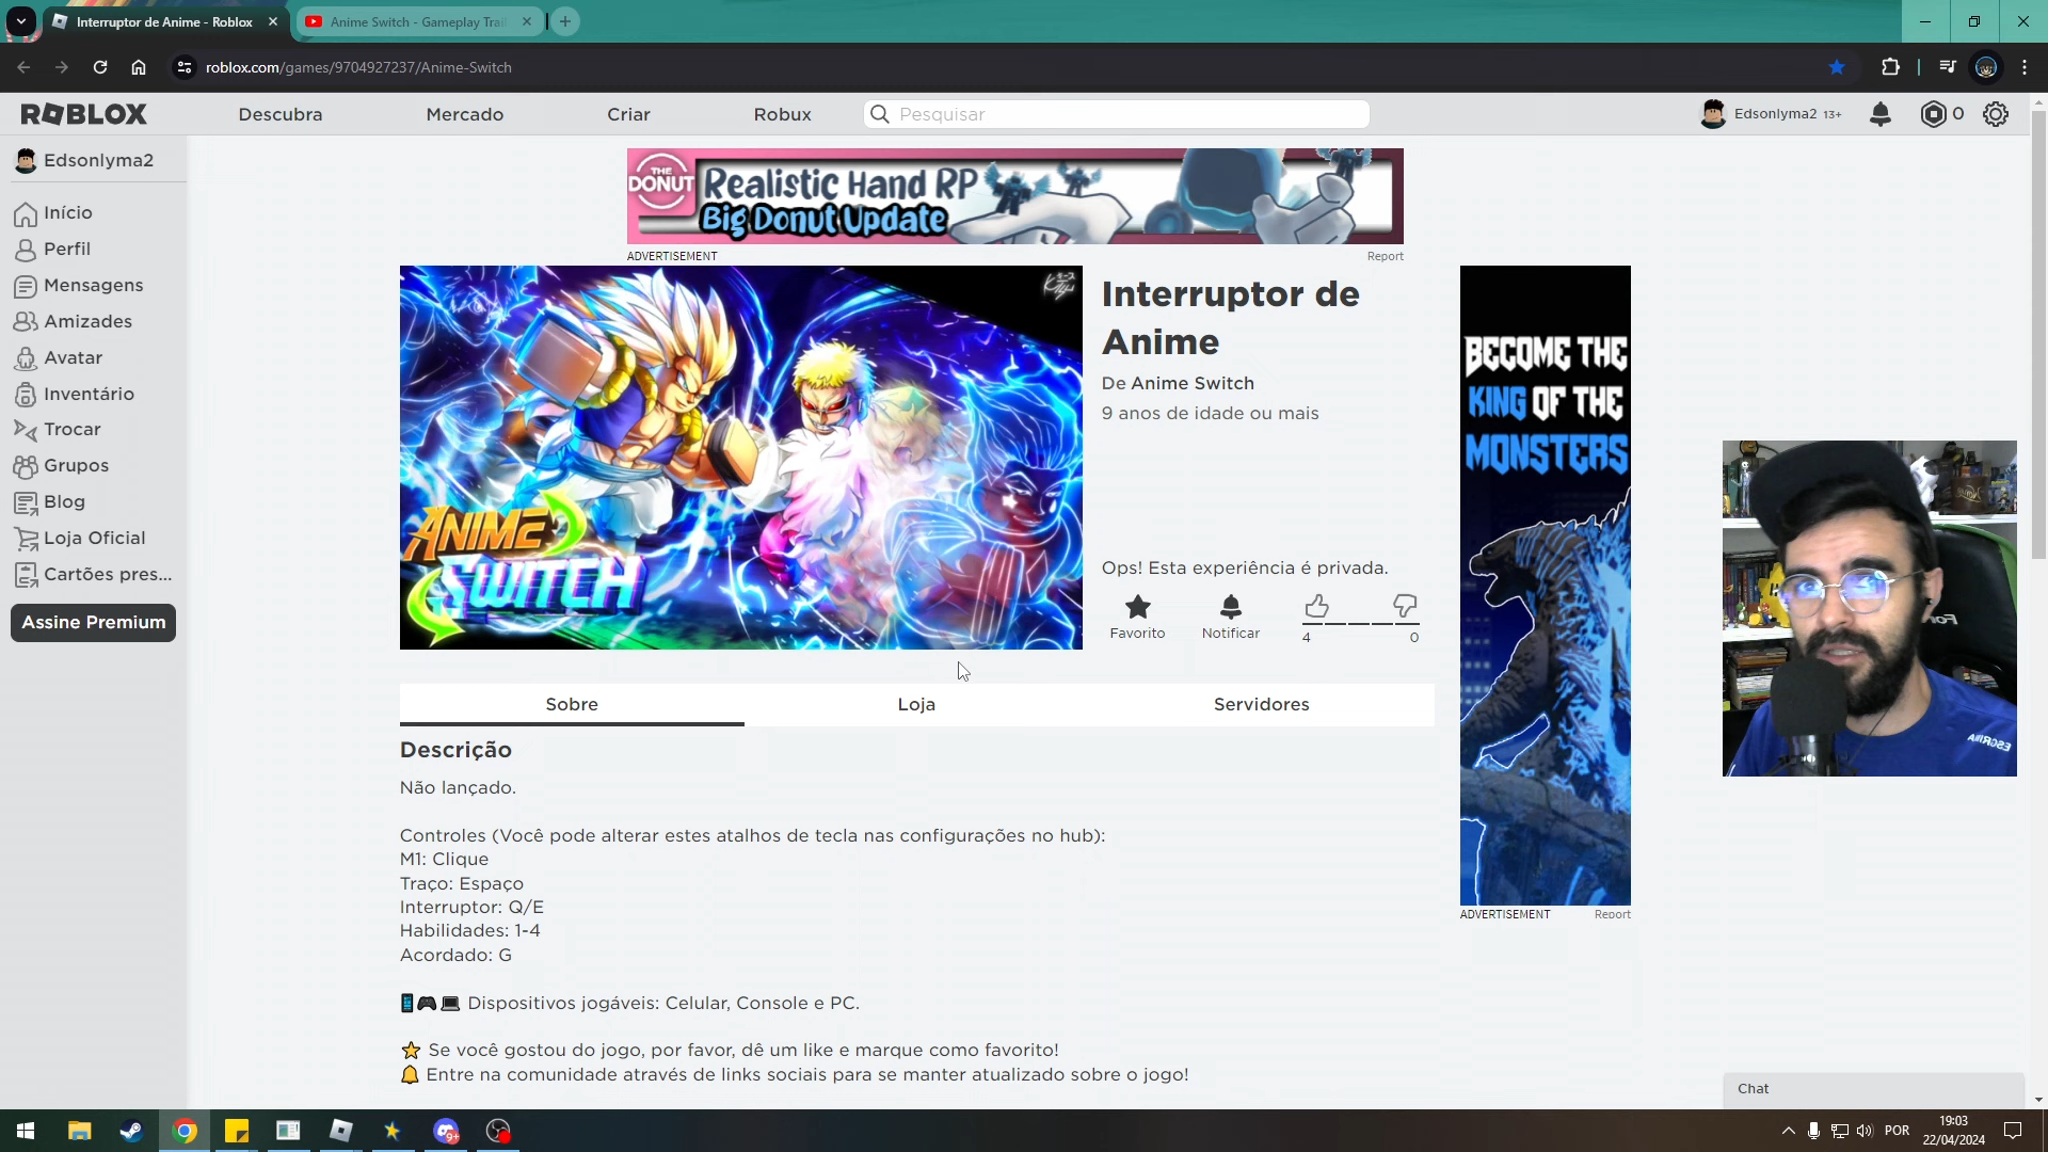 Interruptor de Anime - Roblox
Anime Switch - Gameplay Trai
roblox.com/games/9704927237/Anime-Switch
ROBLOX
Descubra
Mercado
Criar
Robux
Pesquisar
Edsonlyma2 13+
0
Edsonlyma2
Início
Perfil
Mensagens
Amizades
Avatar
Inventário
Trocar
Grupos
Blog
Loja Oficial
Cartões pres...
Assine Premium
THE DONUT
Realistic Hand RP
Big Donut Update
ADVERTISEMENT
Report
ANIME
SWITCH
Interruptor de
Anime
De Anime Switch
9 anos de idade ou mais
Ops! Esta experiência é privada.
Favorito
Notificar
4
0
BECOME THE
KING OF THE
MONSTERS
ADVERTISEMENT
Report
Sobre
Loja
Servidores
Descrição
Não lançado.
Controles (Você pode alterar estes atalhos de tecla nas configurações no hub):
M1: Clique
Traço: Espaço
Interruptor: Q/E
Habilidades: 1-4
Acordado: G
📱🎮💻 Dispositivos jogáveis: Celular, Console e PC.
⭐ Se você gostou do jogo, por favor, dê um like e marque como favorito!
🔔 Entre na comunidade através de links sociais para se manter atualizado sobre o jogo!
Chat
9+
POR
19:03
22/04/2024